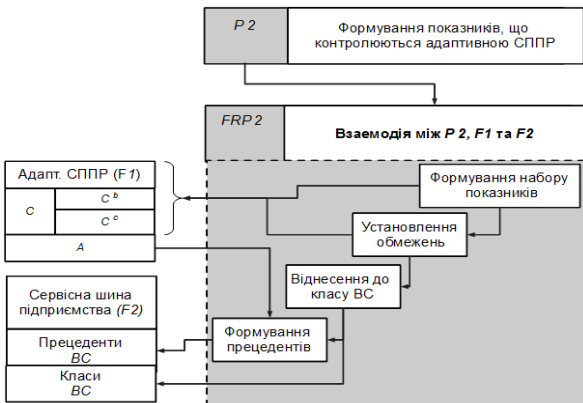 P 2
Формування показників, що
контролюються адаптивною СППР
FRP 2
Взаемодія між P 2, F1 та F2
Адапт. СППР (F1)
C
C b
C c
A
Формування набору
показників
Установлення
обмежень
Віднесення до
класу ВС
Сервісна шина
підприємства (F2)
Формування
прецедентів
Прецеденти
ВС
Класи
ВС